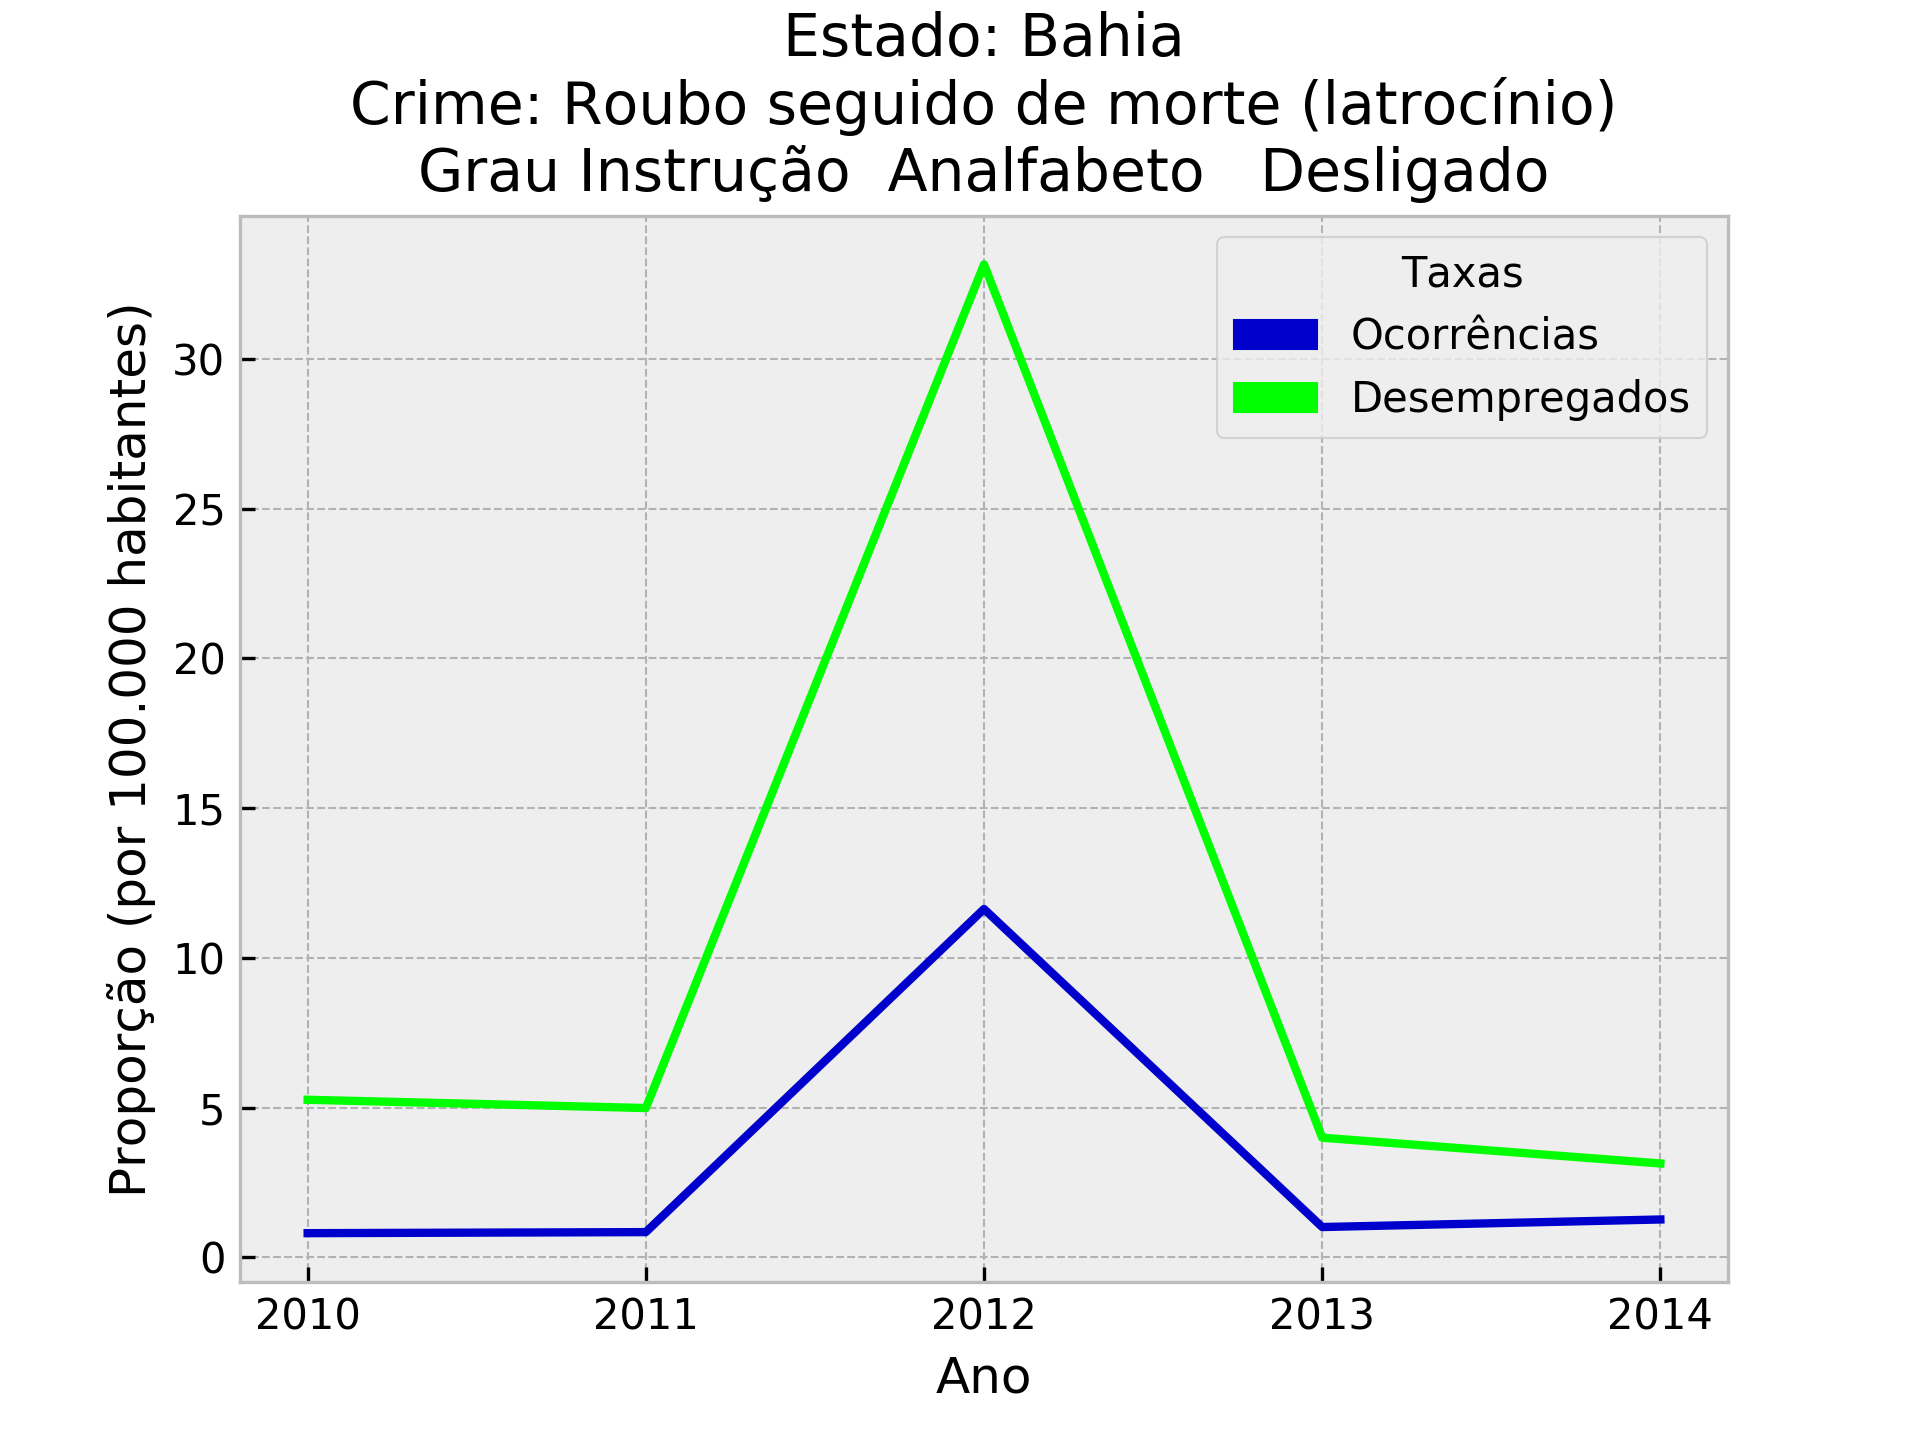 Estado: Bahia
Crime: Roubo seguido de morte (latrocínio)
Grau Instrução  Analfabeto   Desligado
Taxas
Ocorrências
Desempregados
Proporção (por 100.000 habitantes)
30
25
20
15
10
5
0
2010 2011 2012 2013 2014
Ano